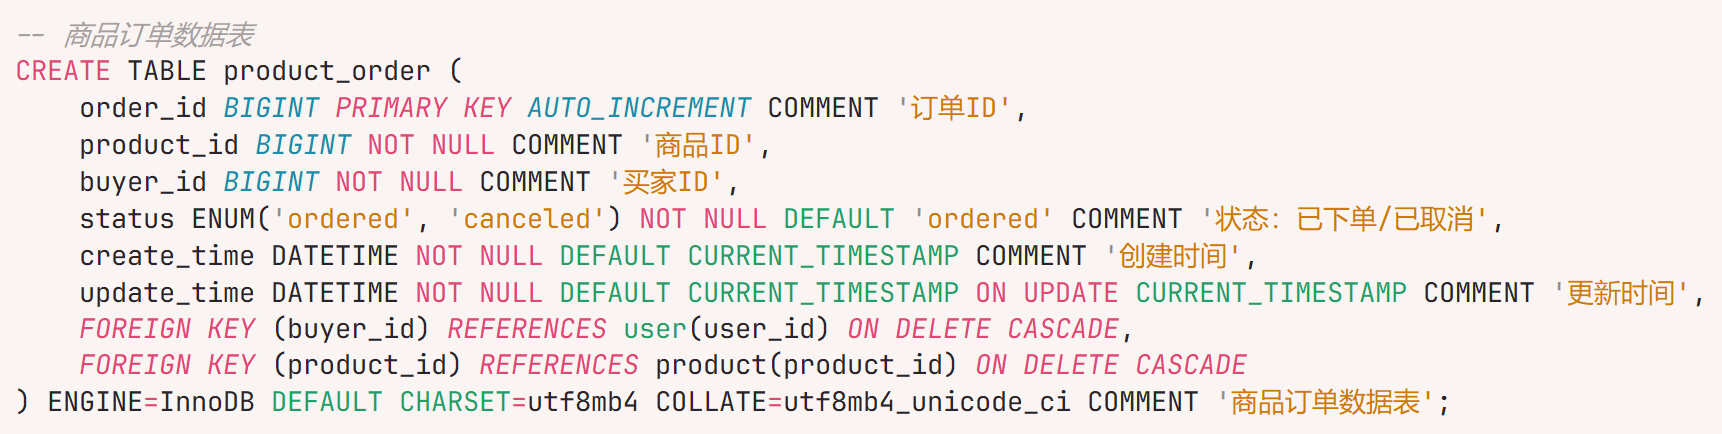 -- 商品订单数据表
CREATE TABLE product_order (
    order_id BIGINT PRIMARY KEY AUTO_INCREMENT COMMENT '订单ID',
    product_id BIGINT NOT NULL COMMENT '商品ID',
    buyer_id BIGINT NOT NULL COMMENT '买家ID',
    status ENUM('ordered', 'canceled') NOT NULL DEFAULT 'ordered' COMMENT '状态：已下单/已取消',
    create_time DATETIME NOT NULL DEFAULT CURRENT_TIMESTAMP COMMENT '创建时间',
    update_time DATETIME NOT NULL DEFAULT CURRENT_TIMESTAMP ON UPDATE CURRENT_TIMESTAMP COMMENT '更新时间',
    FOREIGN KEY (buyer_id) REFERENCES user(user_id) ON DELETE CASCADE,
    FOREIGN KEY (product_id) REFERENCES product(product_id) ON DELETE CASCADE
) ENGINE=InnoDB DEFAULT CHARSET=utf8mb4 COLLATE=utf8mb4_unicode_ci COMMENT '商品订单数据表';